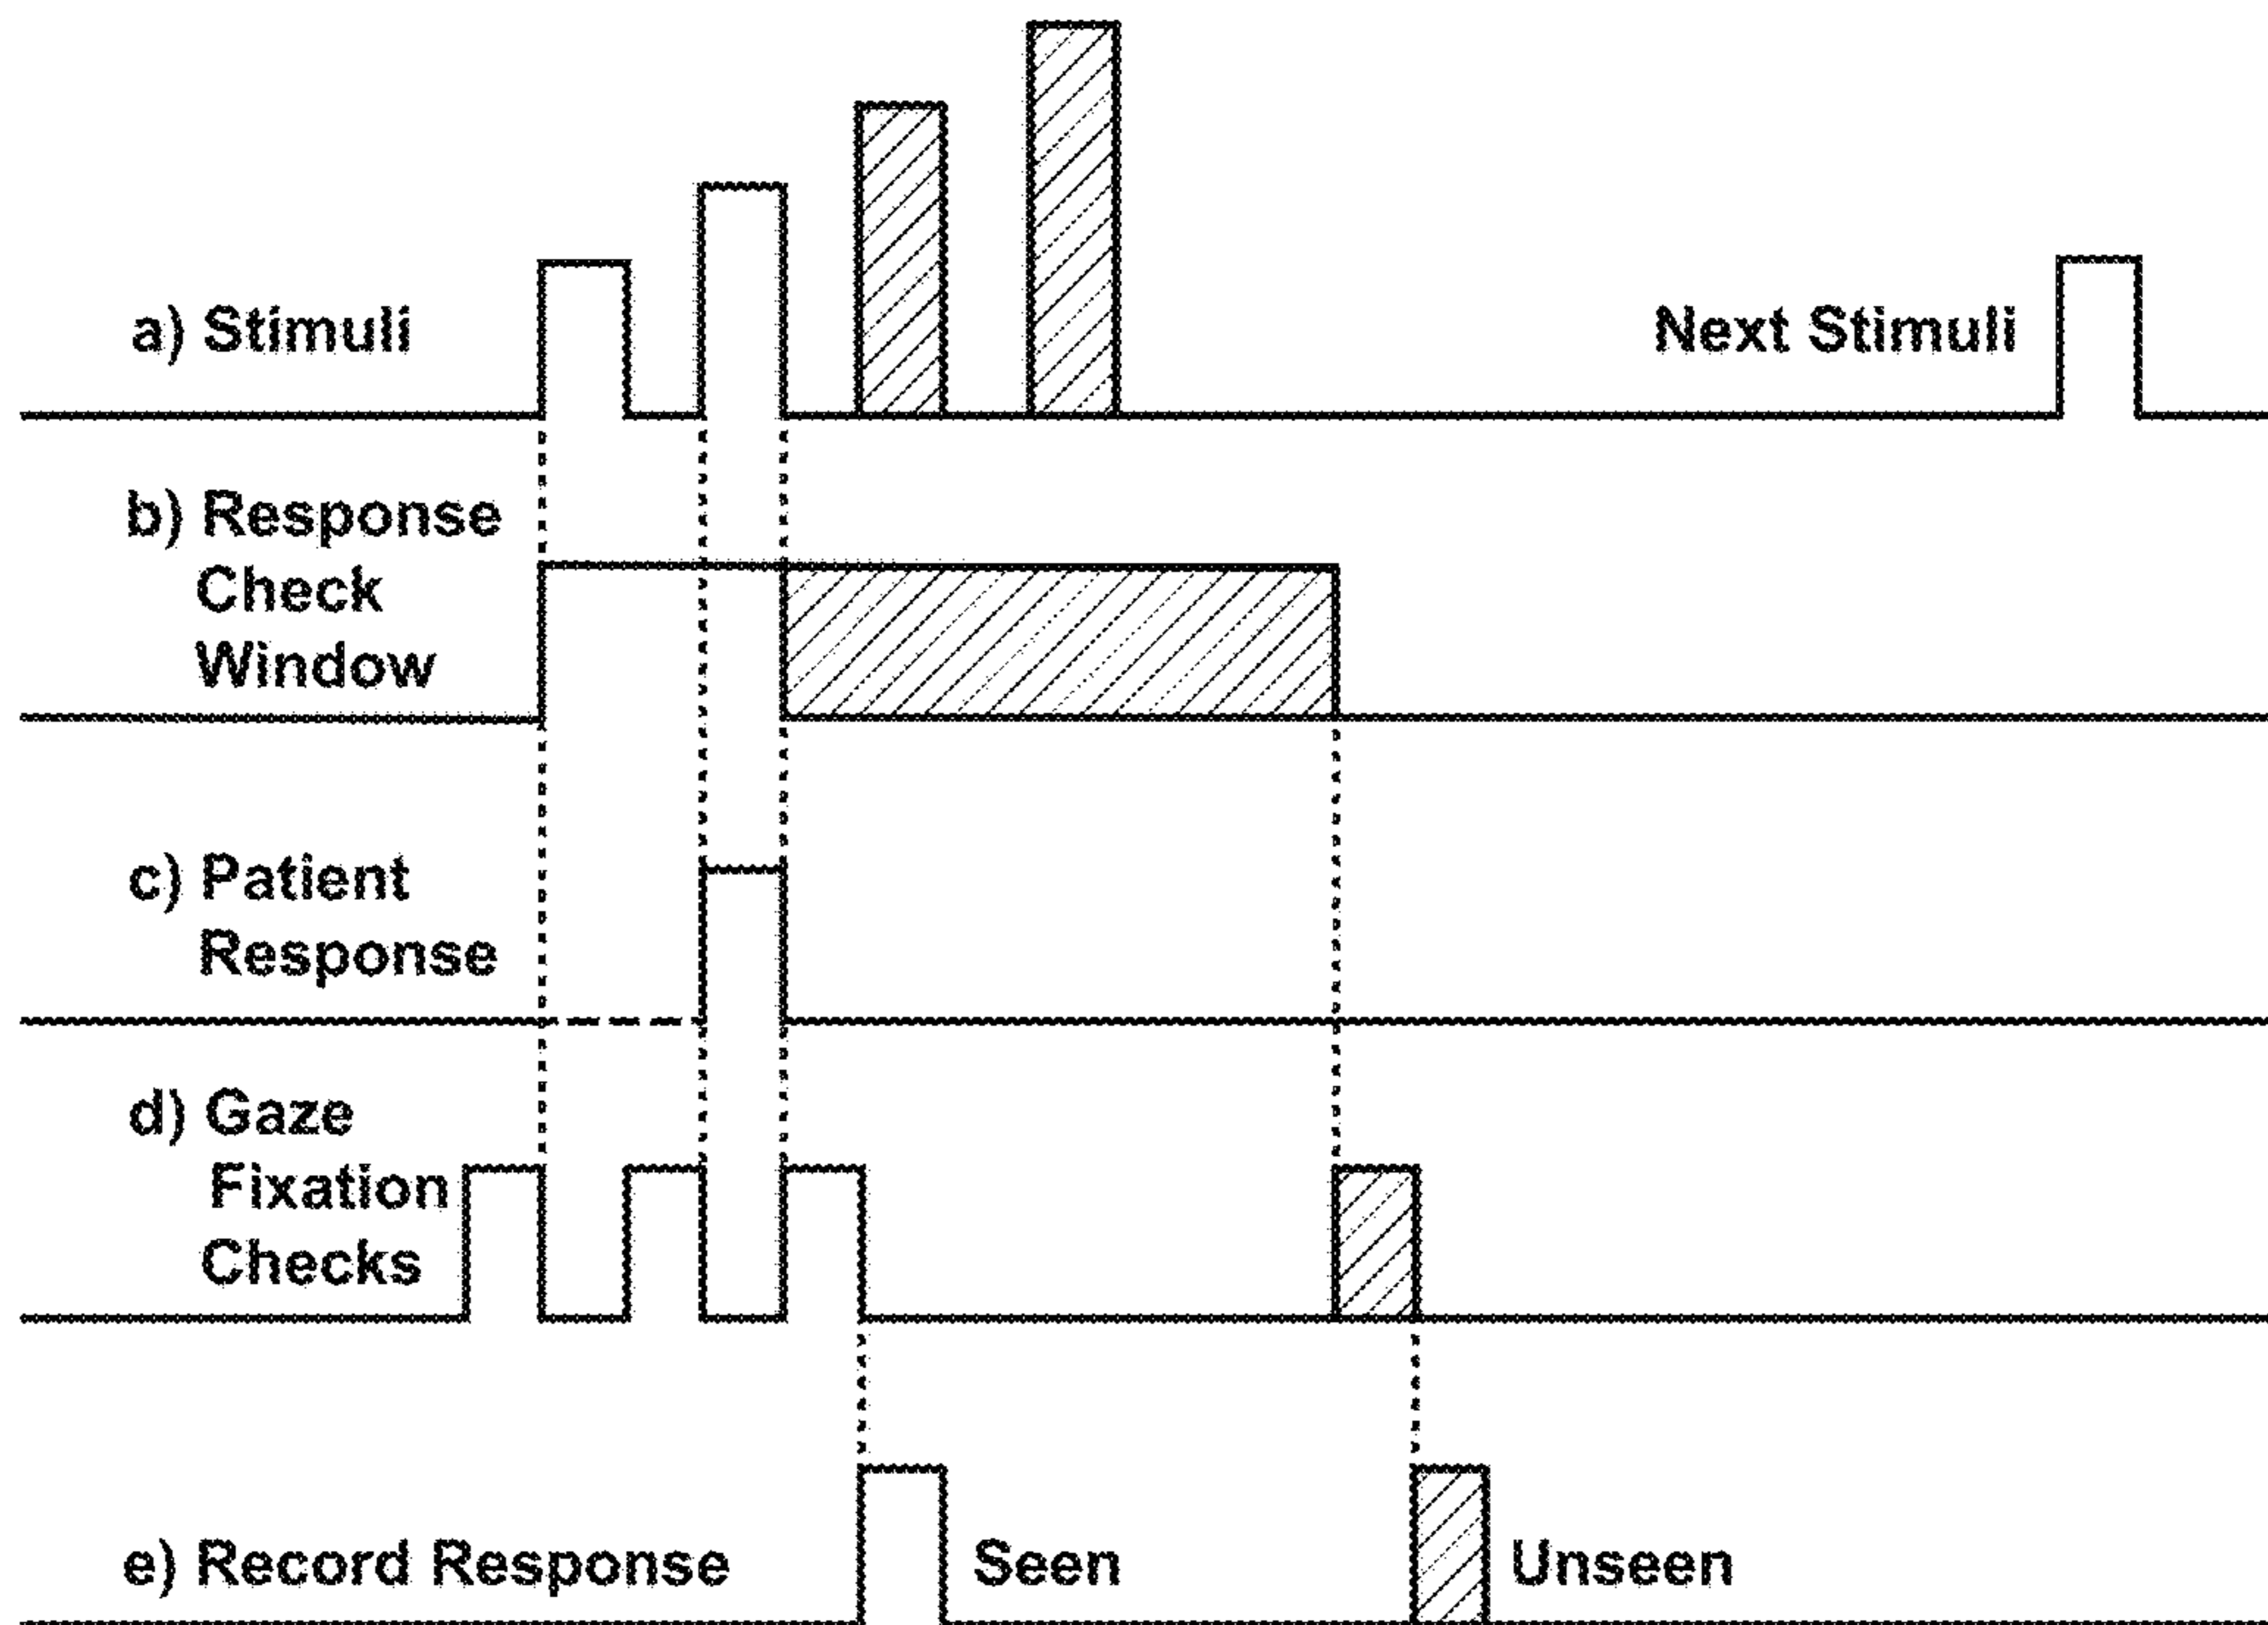 a) Stimuli
Next Stimuli
b) Response
Check
Window
c) Patient
Response
d) Gaze
Fixation
Checks
e) Record Response
Seen
Unseen